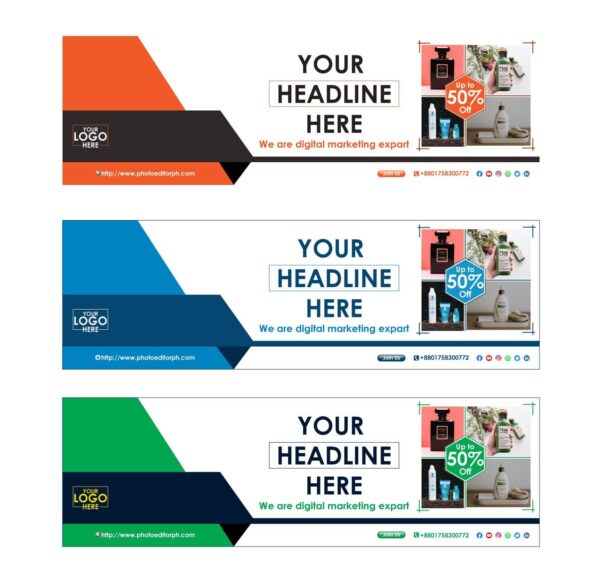 YOUR
HEADLINE
HERE
We are digital marketing expart
YOUR
LOGO
HERE
Up to
50%
Off
http://www.photoeditorph.com
Join Us
+8801758300772
YOUR
HEADLINE
HERE
We are digital marketing expart
YOUR
LOGO
HERE
Up to
50%
Off
http://www.photoeditorph.com
Join Us
+8801758300772
YOUR
HEADLINE
HERE
We are digital marketing expart
YOUR
LOGO
HERE
Up to
50%
Off
http://www.photoeditorph.com
Join Us
+8801758300772